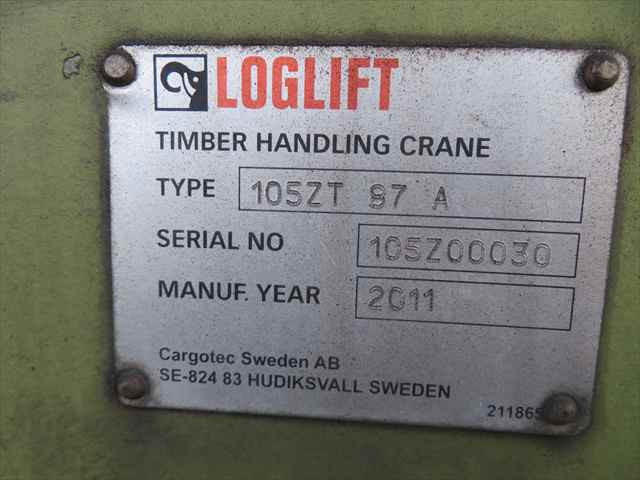 LOGLIFT
TIMBER HANDLING CRANE
TYPE 105ZT 97 A
SERIAL NO 105Z00030
MANUF. YEAR 2011
Cargotec Sweden AB
SE-824 83 HUDIKSVALL SWEDEN